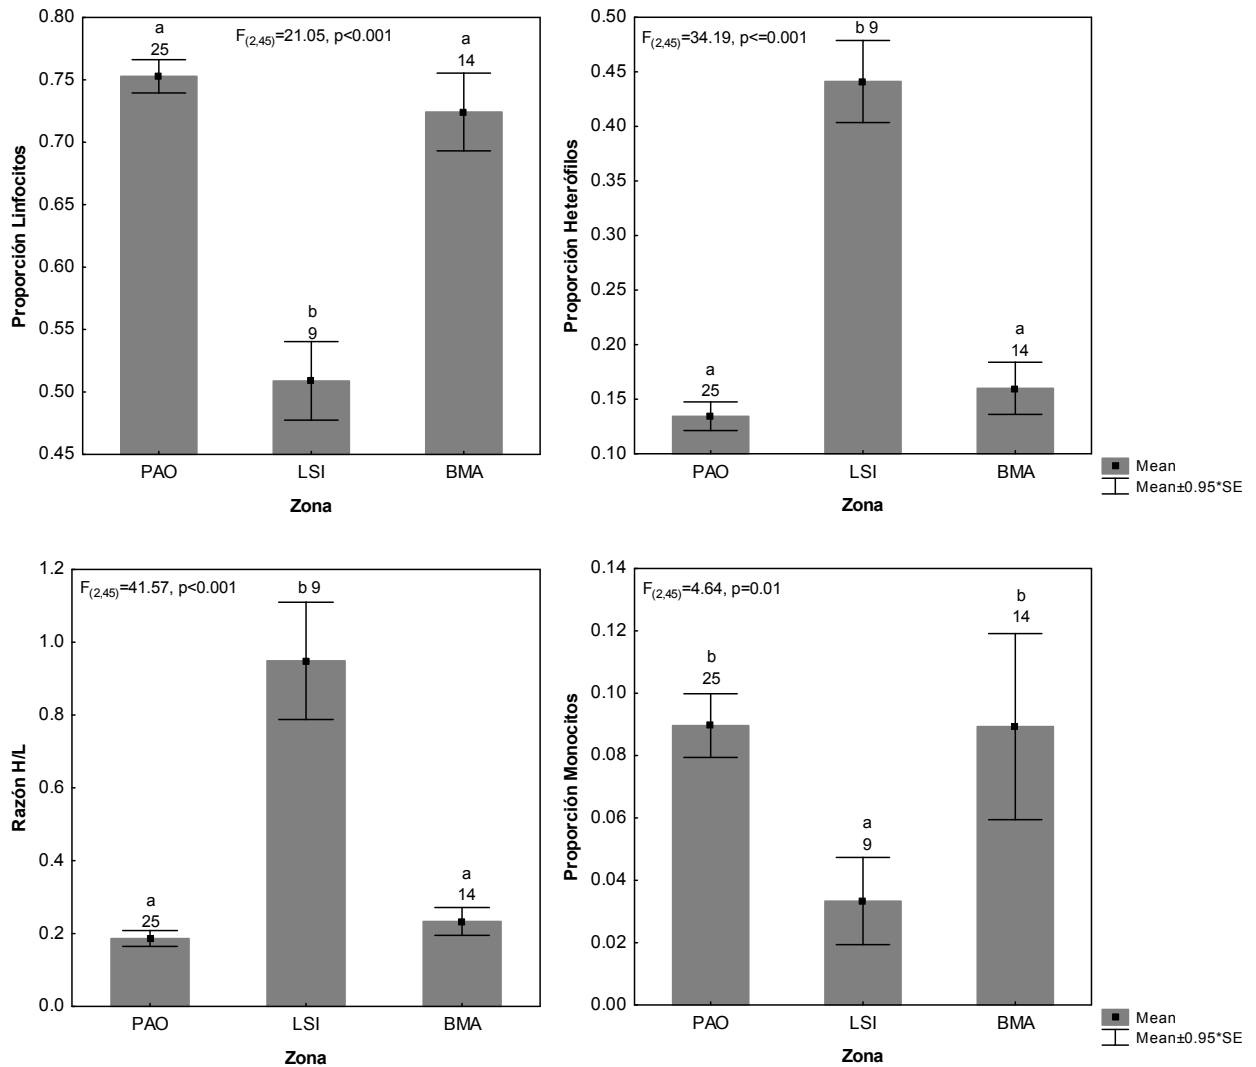 F(2,45)=21.05, p<0.001
a
25
b
9
a
14
0.80
0.75
0.70
0.65
0.60
0.55
0.50
0.45
Proporción Linfocitos
PAO LSI BMA
Zona
F(2,45)=34.19, p<=0.001
a
25
b 9
a
14
0.50
0.45
0.40
0.35
0.30
0.25
0.20
0.15
0.10
Proporción Heterófilos
PAO LSI BMA
Zona
Mean
Mean±0.95*SE
F(2,45)=41.57, p<0.001
a
25
b 9
a
14
1.2
1.0
0.8
0.6
0.4
0.2
0.0
Razón H/L
PAO LSI BMA
Zona
F(2,45)=4.64, p=0.01
b
25
a
9
b
14
0.14
0.12
0.10
0.08
0.06
0.04
0.02
0.00
Proporción Monocitos
PAO LSI BMA
Zona
Mean
Mean±0.95*SE